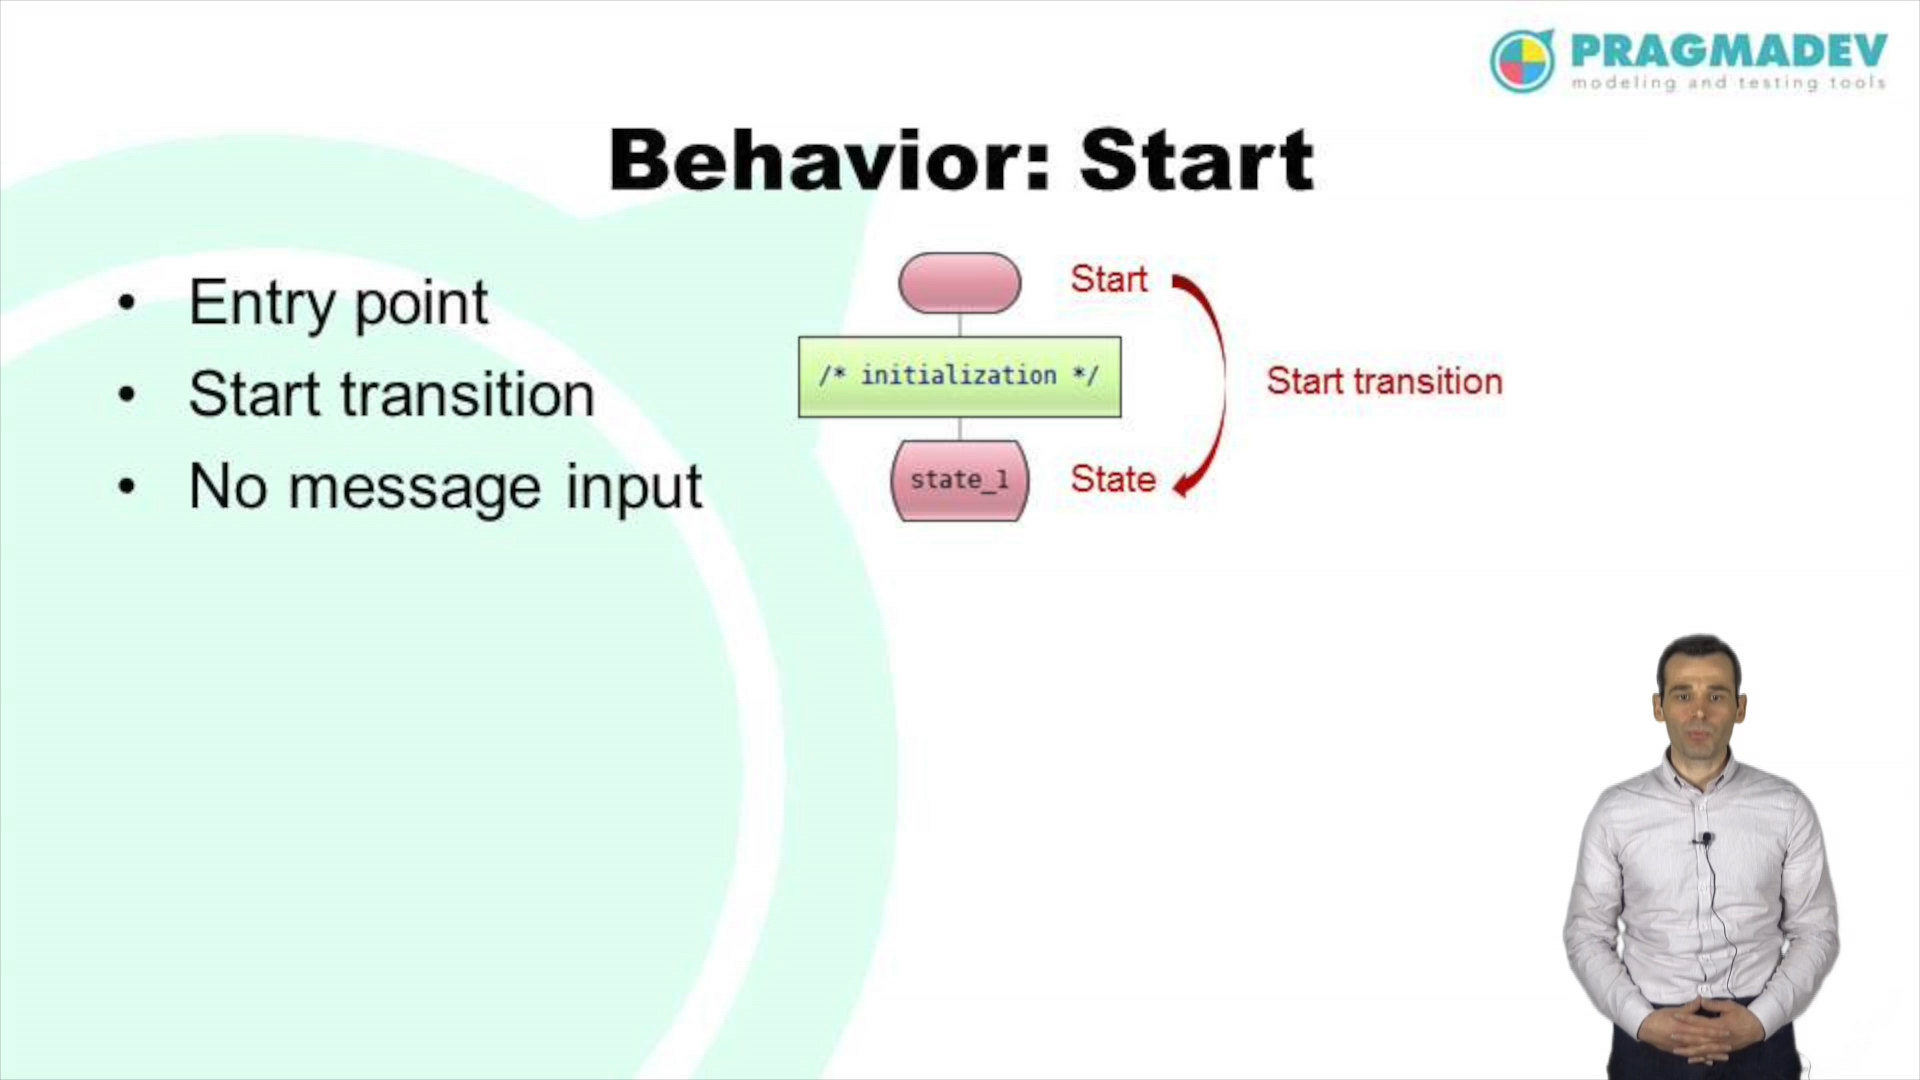 PRAGMADEV
modeling and testing tools
Behavior: Start
• Entry point
• Start transition
• No message input
Start
/* initialization */
Start transition
state_1
State